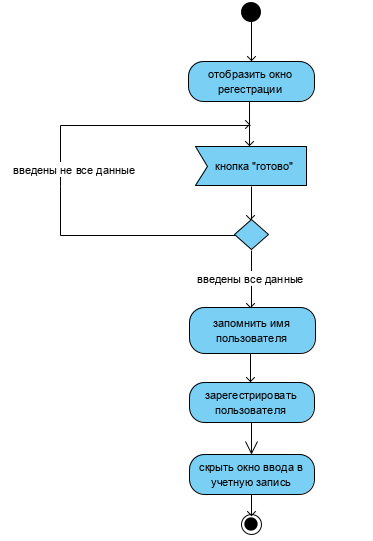 отобразить окно
регестрации
кнопка "готово"
введены не все данные
введены все данные
запомнить имя
пользователя
зарегестрировать
пользователя
скрыть окно ввода в
учетную запись